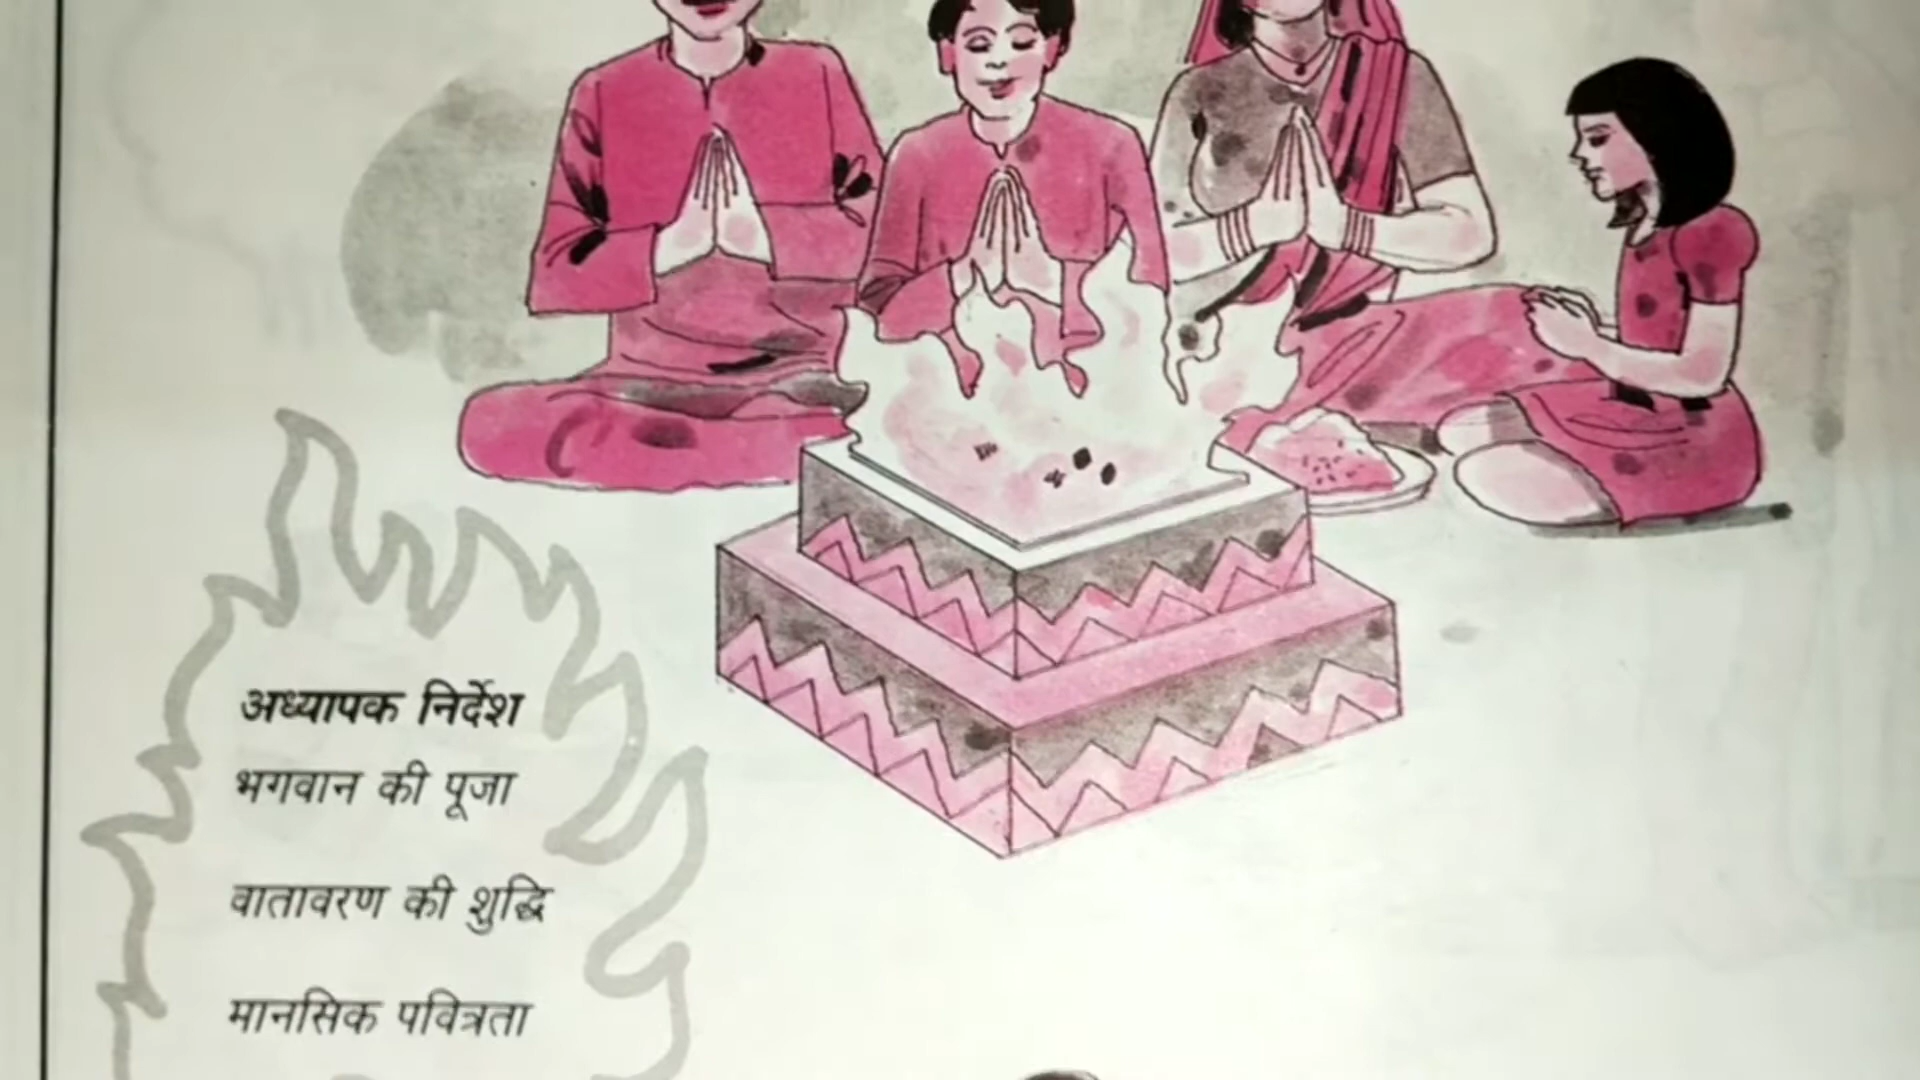 अध्यापक निर्देश
भगवान की पूजा
वातावरण की शुद्धि
मानसिक पवित्रता